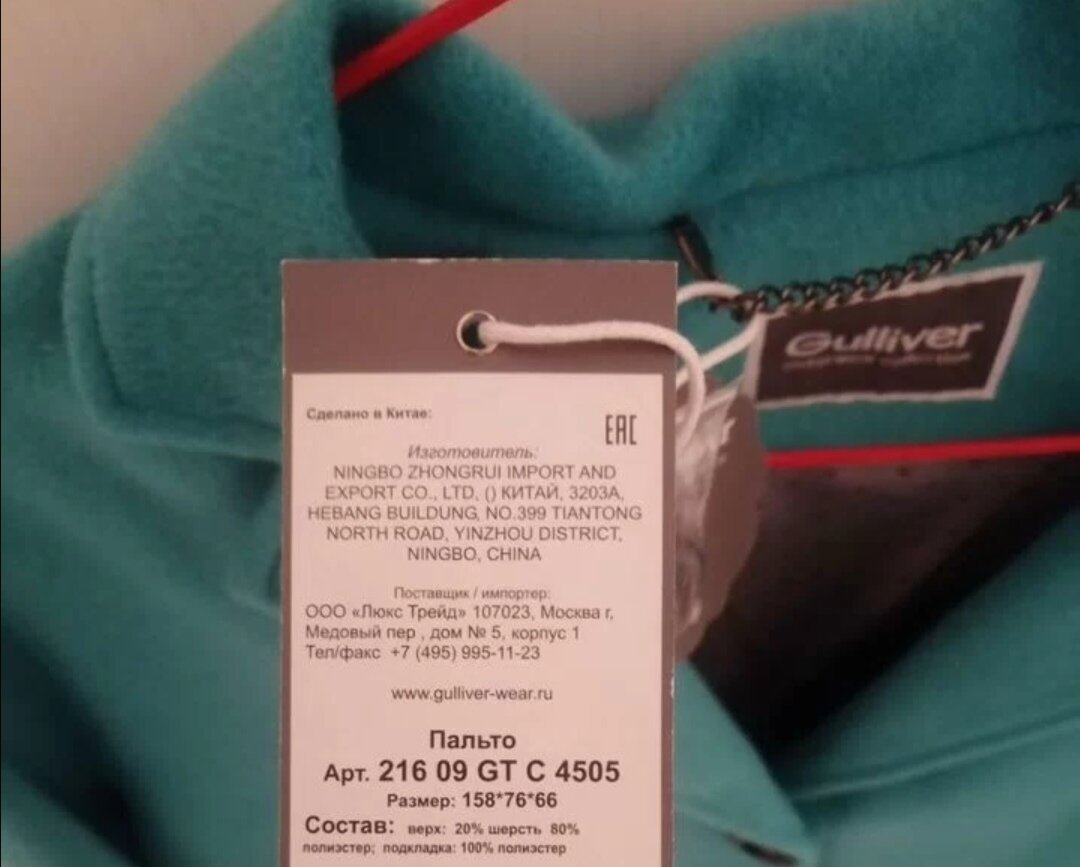 Gulliver
Сделано в Китае:
EAC
Изготовитель:
NINGBO ZHONGRUI IMPORT AND
EXPORT CO., LTD, () КИТАЙ, 3203A,
HEBANG BUILDUNG, NO.399 TIANTONG
NORTH ROAD, YINZHOU DISTRICT,
NINGBO, CHINA
Поставщик / импортер:
ООО «Люкс Трейд» 107023, Москва г,
Медовый пер , дом № 5, корпус 1
Тел/факс +7 (495) 995-11-23
www.gulliver-wear.ru
Пальто
Арт. 216 09 GT C 4505
Размер: 158*76*66
Состав: верх: 20% шерсть 80%
полиэстер; подкладка: 100% полиэстер